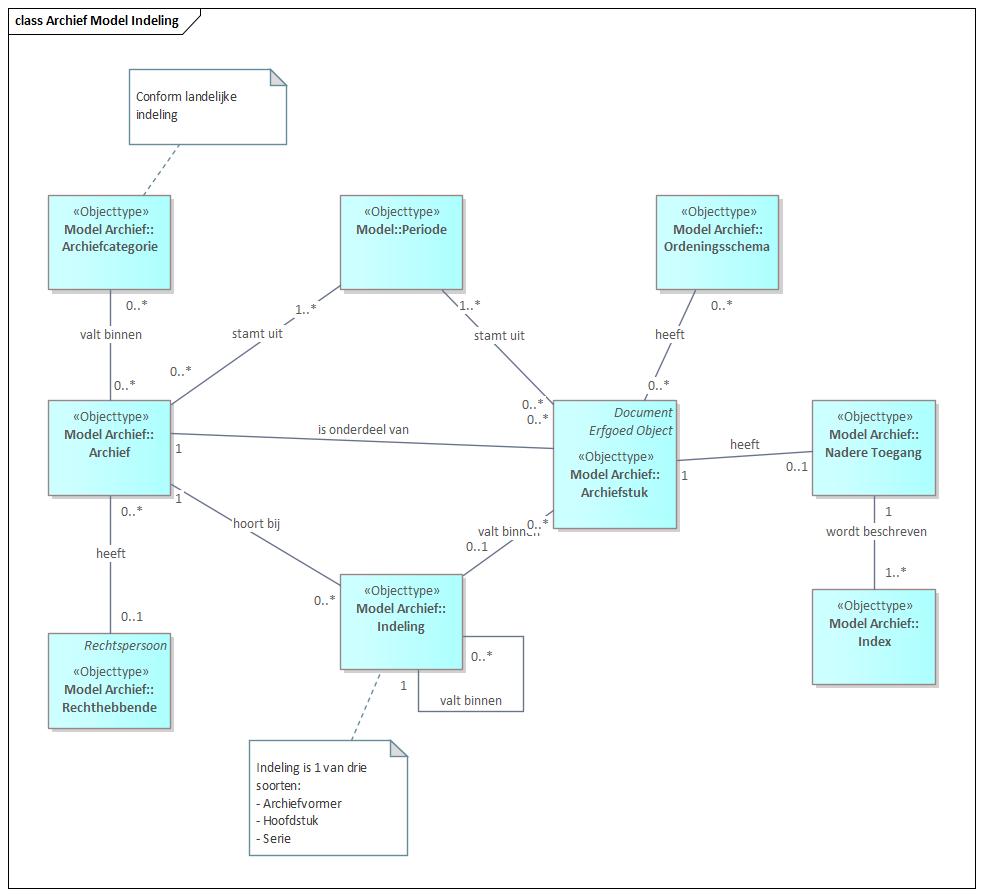 class Archief Model Indeling
Conform landelijke
indeling
«Objecttype»
Model Archief::
Archiefcategorie
«Objecttype»
Model::Periode
«Objecttype»
Model Archief::
Ordeningsschema
0..*
1..*
1..*
0..*
valt binnen
stamt uit
stamt uit
heeft
0..*
0..*
0..*
0..*
0..*
«Objecttype»
Model Archief::
Archief
is onderdeel van
1
Document
Erfgoed Object
«Objecttype»
Model Archief::
Archiefstuk
heeft
1
0..1
«Objecttype»
Model Archief::
Nadere Toegang
1
0..*
hoort bij
0..*
valt binnen
0..*
0..1
1
wordt beschreven
1..*
heeft
0..1
«Objecttype»
Model Archief::
Indeling
«Objecttype»
Model Archief::
Index
Rechtspersoon
«Objecttype»
Model Archief::
Rechthebbende
0..*
1
valt binnen
Indeling is 1 van drie
soorten:
- Archiefvormer
- Hoofdstuk
- Serie